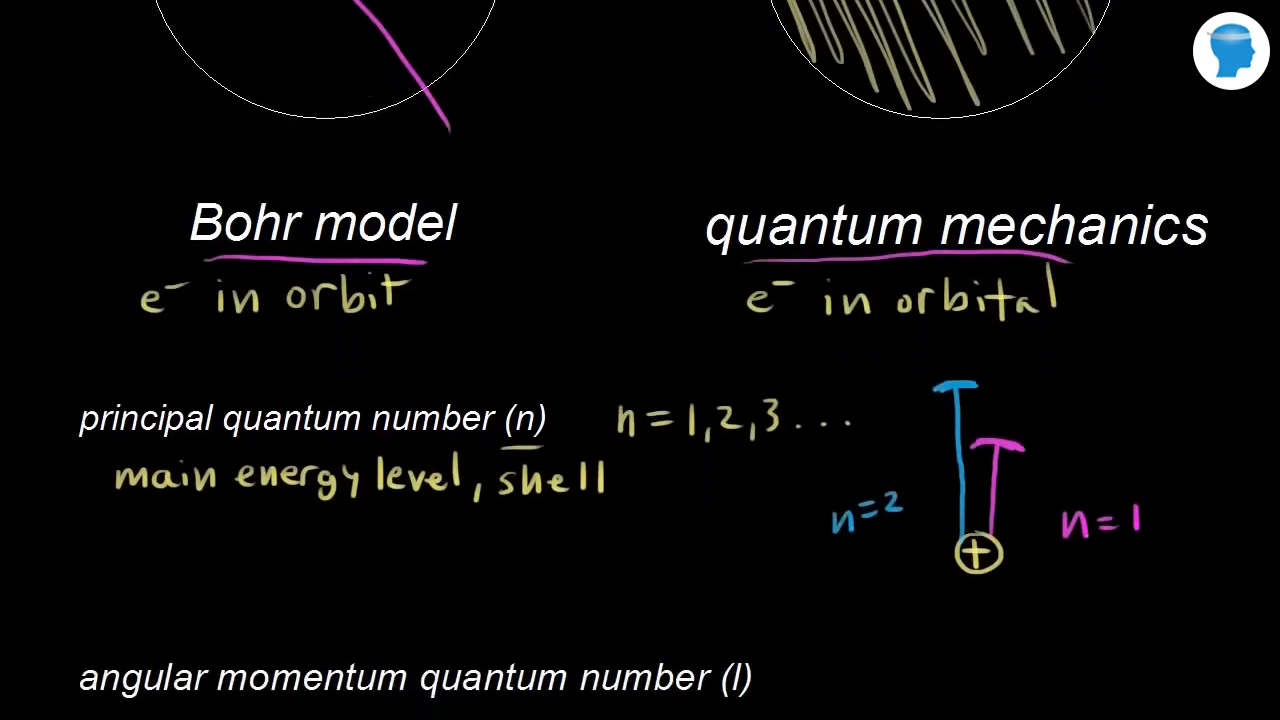 Bohr model
quantum mechanics
e⁻ in orbit
e⁻ in orbital
principal quantum number (n)
n = 1, 2, 3 ...
main energy level, shell
n=2
n = 1
+
angular momentum quantum number (l)